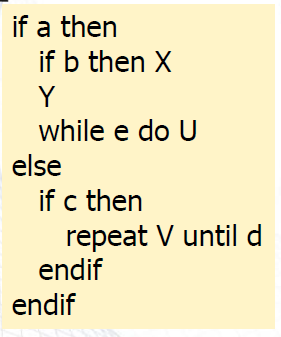 if a then
if b then X
Y
while e do U
else
if c then
repeat V until d
endif
endif